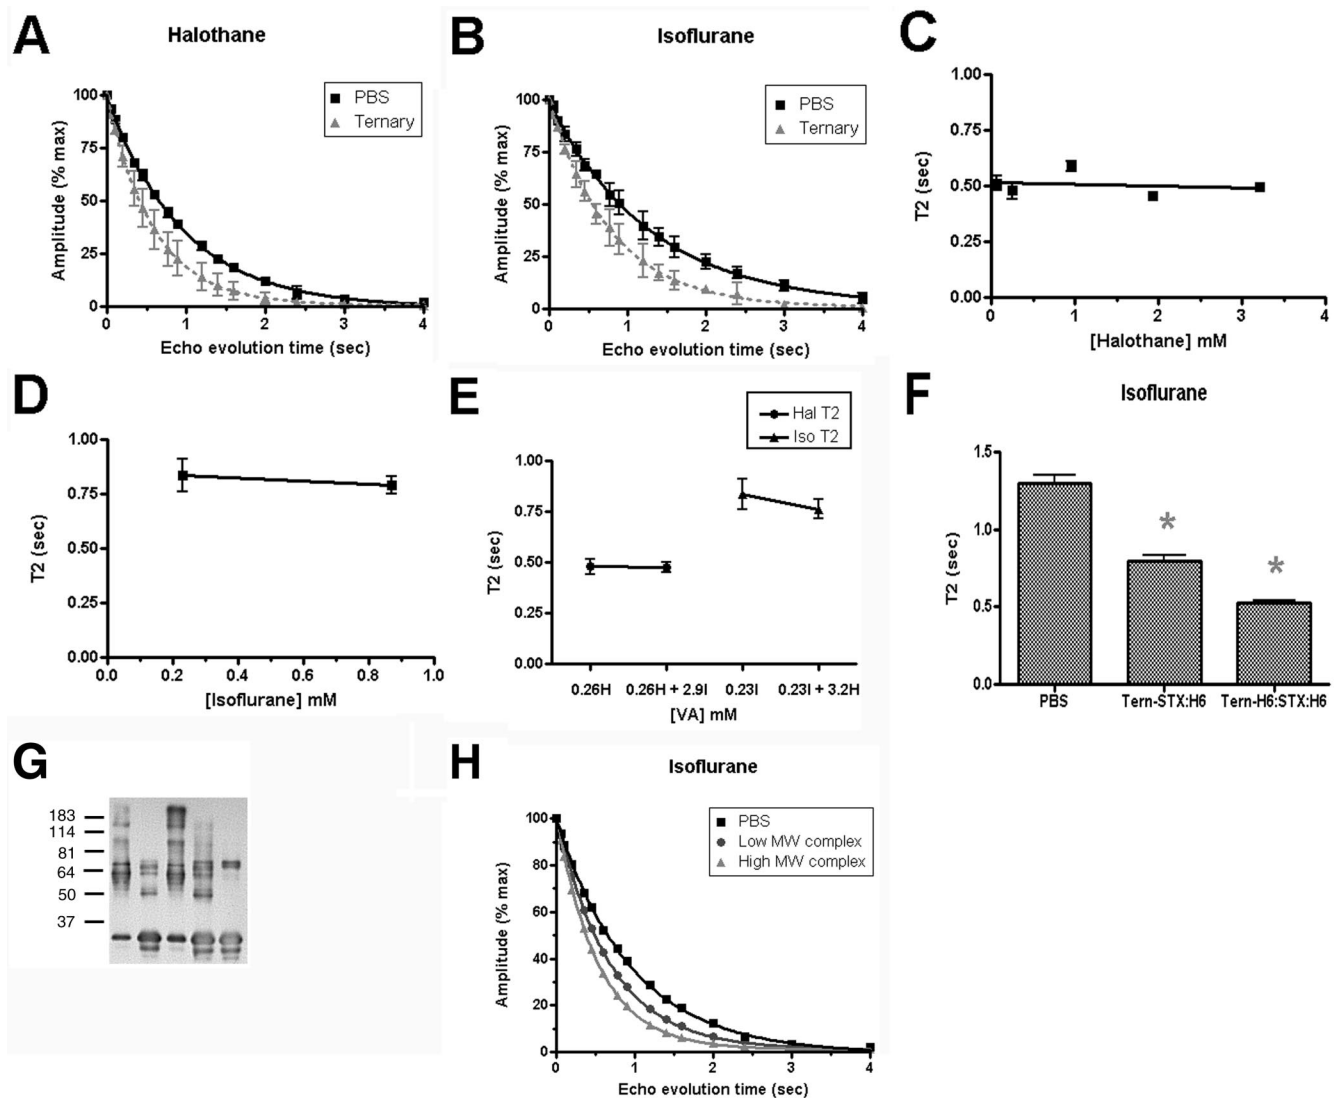 A
Halothane
PBS
Ternary
100
75
50
25
0
Amplitude (% max)
0 1 2 3 4
Echo evolution time (sec)
B
Isoflurane
PBS
Ternary
100
75
50
25
0
Amplitude (% max)
0 1 2 3 4
Echo evolution time (sec)
C
1.00
0.75
0.50
0.25
0.00
T2 (sec)
0 1 2 3 4
[Halothane] mM
D
1.00
0.75
0.50
0.25
0.00
T2 (sec)
0.0 0.2 0.4 0.6 0.8 1.0
[Isoflurane] mM
E
Hal T2
Iso T2
1.00
0.75
0.50
0.25
0.00
T2 (sec)
0.26H 0.26H + 2.9I 0.23I 0.23I + 3.2H
[VA] mM
F
Isoflurane
1.5
1.0
0.5
0.0
T2 (sec)
* *
PBS Tern-STX:H6 Tern-H6:STX:H6
G
183
114
81
64
50
37
H
Isoflurane
PBS
Low MW complex
High MW complex
100
80
60
40
20
0
Amplitude (% max)
0 1 2 3 4
Echo evolution time (sec)